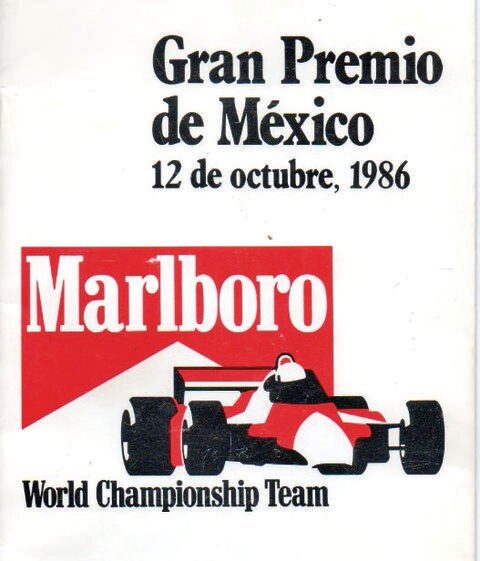 Gran Premio
de México
12 de octubre, 1986
Marlboro
World Championship Team